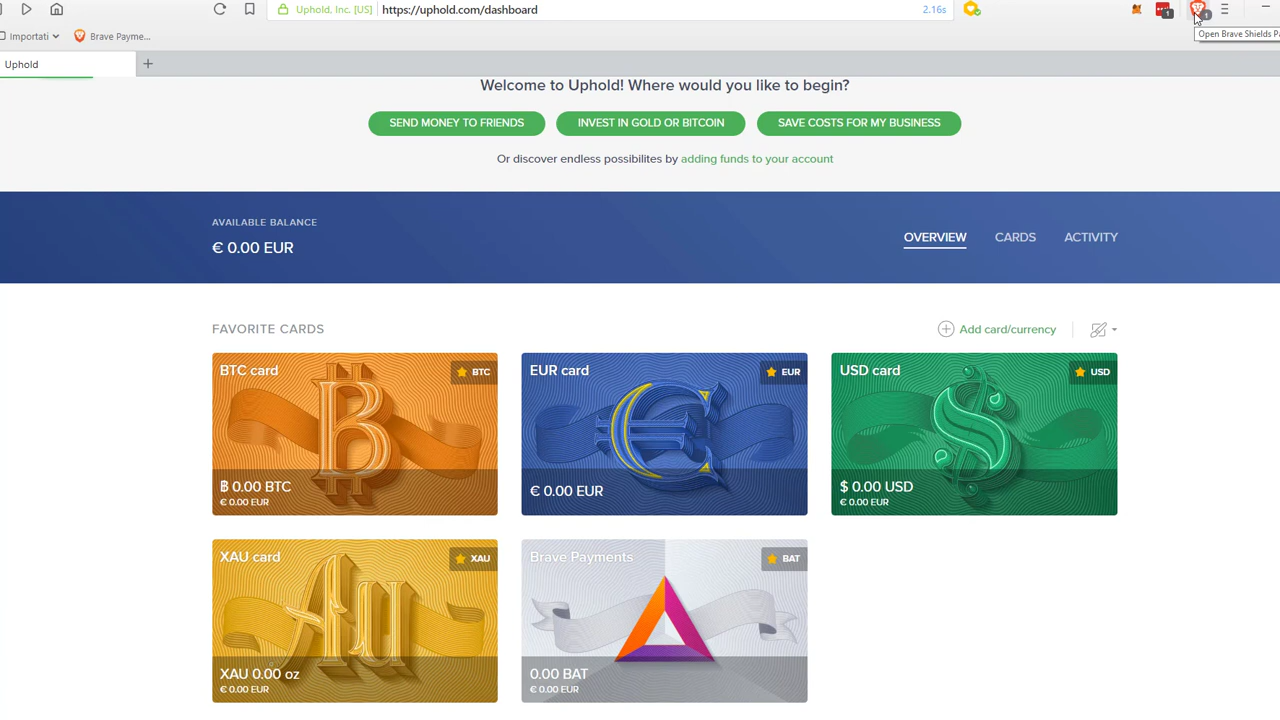 Uphold, Inc. [US] https://uphold.com/dashboard 2.16s 1 1
Open Brave Shields Pa
Importati Brave Payme...
Uphold
Welcome to Uphold! Where would you like to begin?
SEND MONEY TO FRIENDS INVEST IN GOLD OR BITCOIN SAVE COSTS FOR MY BUSINESS
Or discover endless possibilites by adding funds to your account
AVAILABLE BALANCE
€ 0.00 EUR
OVERVIEW CARDS ACTIVITY
FAVORITE CARDS Add card/currency
BTC card BTC
฿ 0.00 BTC
€ 0.00 EUR
EUR card EUR
€ 0.00 EUR
USD card USD
$ 0.00 USD
€ 0.00 EUR
XAU card XAU
Au
XAU 0.00 oz
€ 0.00 EUR
Brave Payments BAT
0.00 BAT
€ 0.00 EUR